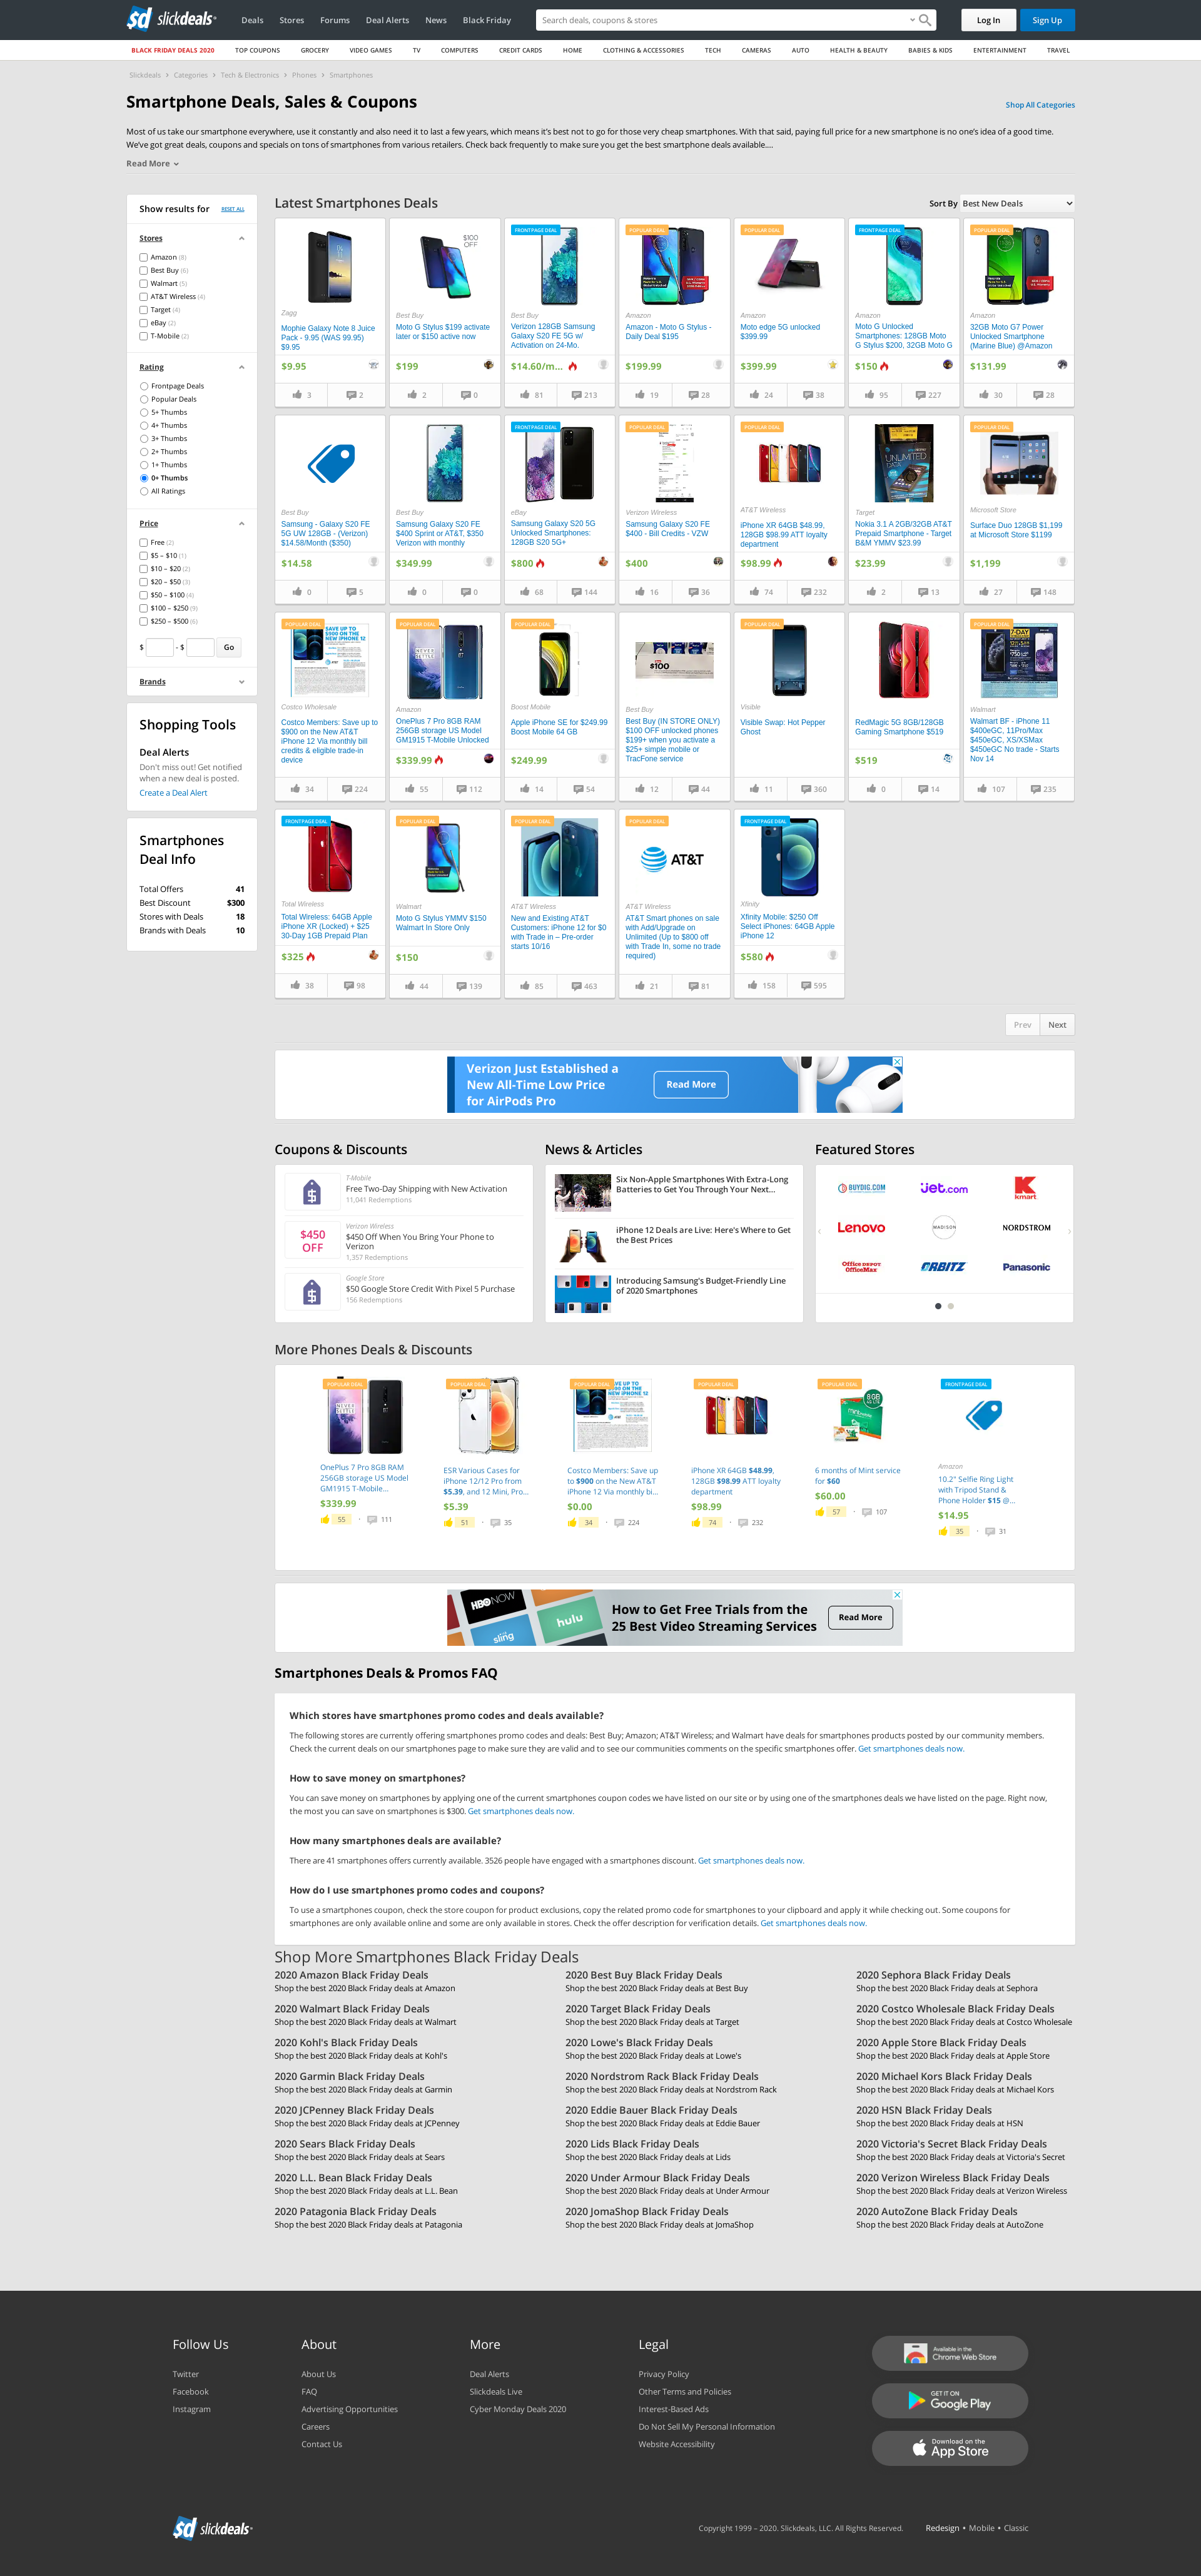 slickdeals
Deals Stores Forums Deal Alerts News Black Friday
Search deals, coupons & stores
Log In Sign Up
BLACK FRIDAY DEALS 2020 TOP COUPONS GROCERY VIDEO GAMES TV COMPUTERS CREDIT CARDS HOME CLOTHING & ACCESSORIES TECH CAMERAS AUTO HEALTH & BEAUTY BABIES & KIDS ENTERTAINMENT TRAVEL
Slickdeals > Categories > Tech & Electronics > Phones > Smartphones
Smartphone Deals, Sales & Coupons
Shop All Categories
Most of us take our smartphone everywhere, use it constantly and also need it to last a few years, which means it's best not to go for those very cheap smartphones. With that said, paying full price for a new smartphone is no one's idea of a good time.
We've got great deals, coupons and specials on tons of smartphones from various retailers. Check back frequently to make sure you get the best smartphone deals available....
Read More
Show results for RESET ALL
Stores
Amazon (8)
Best Buy (6)
Walmart (5)
AT&T Wireless (4)
Target (4)
eBay (2)
T-Mobile (2)
Rating
Frontpage Deals
Popular Deals
5+ Thumbs
4+ Thumbs
3+ Thumbs
2+ Thumbs
1+ Thumbs
0+ Thumbs
All Ratings
Price
Free (2)
$5 – $10 (1)
$10 – $20 (2)
$20 – $50 (3)
$50 – $100 (4)
$100 – $250 (9)
$250 – $500 (6)
$ - $ Go
Brands
Shopping Tools
Deal Alerts
Don't miss out! Get notified
when a new deal is posted.
Create a Deal Alert
Smartphones
Deal Info
Total Offers 41
Best Discount $300
Stores with Deals 18
Brands with Deals 10
Latest Smartphones Deals
Sort By Best New Deals
Zagg
Mophie Galaxy Note 8 Juice
Pack - 9.95 (WAS 99.95)
$9.95
$9.95
3 2
$100
OFF
Best Buy
Moto G Stylus $199 activate
later or $150 active now
$199
2 0
FRONTPAGE DEAL
Best Buy
Verizon 128GB Samsung
Galaxy S20 FE 5G w/
Activation on 24-Mo.
$14.60/m...
81 213
POPULAR DEAL
Amazon
Amazon - Moto G Stylus -
Daily Deal $195
$199.99
19 28
POPULAR DEAL
Amazon
Moto edge 5G unlocked
$399.99
$399.99
24 38
FRONTPAGE DEAL
Amazon
Moto G Unlocked
Smartphones: 128GB Moto
G Stylus $200, 32GB Moto G
$150
95 227
POPULAR DEAL
Amazon
32GB Moto G7 Power
Unlocked Smartphone
(Marine Blue) @Amazon
$131.99
30 28
Best Buy
Samsung - Galaxy S20 FE
5G UW 128GB - (Verizon)
$14.58/Month ($350)
$14.58
0 5
Best Buy
Samsung Galaxy S20 FE
$400 Sprint or AT&T, $350
Verizon with monthly
$349.99
0 0
FRONTPAGE DEAL
eBay
Samsung Galaxy S20 5G
Unlocked Smartphones:
128GB S20 5G+
$800
68 144
POPULAR DEAL
Verizon Wireless
Samsung Galaxy S20 FE
$400 - Bill Credits - VZW
$400
16 36
POPULAR DEAL
AT&T Wireless
iPhone XR 64GB $48.99,
128GB $98.99 ATT loyalty
department
$98.99
74 232
UNLIMITED
DATA
Target
Nokia 3.1 A 2GB/32GB AT&T
Prepaid Smartphone - Target
B&M YMMV $23.99
$23.99
2 13
POPULAR DEAL
Microsoft Store
Surface Duo 128GB $1,199
at Microsoft Store $1199
$1,199
27 148
POPULAR DEAL
SAVE UP TO
$900 ON THE
NEW IPHONE 12
Costco Wholesale
Costco Members: Save up to
$900 on the New AT&T
iPhone 12 Via monthly bill
credits & eligible trade-in
device
34 224
POPULAR DEAL
Amazon
OnePlus 7 Pro 8GB RAM
256GB storage US Model
GM1915 T-Mobile Unlocked
$339.99
55 112
POPULAR DEAL
Boost Mobile
Apple iPhone SE for $249.99
Boost Mobile 64 GB
$249.99
14 54
$100
Best Buy
Best Buy (IN STORE ONLY)
$100 OFF unlocked phones
$199+ when you activate a
$25+ simple mobile or
TracFone service
12 44
POPULAR DEAL
Visible
Visible Swap: Hot Pepper
Ghost
11 360
RedMagic 5G 8GB/128GB
Gaming Smartphone $519
$519
0 14
POPULAR DEAL
Walmart
Walmart BF - iPhone 11
$400eGC, 11Pro/Max
$450eGC, XS/XSMax
$450eGC No trade - Starts
Nov 14
107 235
FRONTPAGE DEAL
Total Wireless
Total Wireless: 64GB Apple
iPhone XR (Locked) + $25
30-Day 1GB Prepaid Plan
$325
38 98
POPULAR DEAL
Walmart
Moto G Stylus YMMV $150
Walmart In Store Only
$150
44 139
POPULAR DEAL
AT&T Wireless
New and Existing AT&T
Customers: iPhone 12 for $0
with Trade in – Pre-order
starts 10/16
85 463
POPULAR DEAL
AT&T
AT&T Wireless
AT&T Smart phones on sale
with Add/Upgrade on
Unlimited (Up to $800 off
with Trade In, some no trade
required)
21 81
FRONTPAGE DEAL
Xfinity
Xfinity Mobile: $250 Off
Select iPhones: 64GB Apple
iPhone 12
$580
158 595
Prev Next
Verizon Just Established a
New All-Time Low Price
for AirPods Pro
Read More
Coupons & Discounts
T-Mobile
Free Two-Day Shipping with New Activation
11,041 Redemptions
$450
OFF
Verizon Wireless
$450 Off When You Bring Your Phone to
Verizon
1,357 Redemptions
Google Store
$50 Google Store Credit With Pixel 5 Purchase
156 Redemptions
News & Articles
Six Non-Apple Smartphones With Extra-Long
Batteries to Get You Through Your Next...
iPhone 12 Deals are Live: Here's Where to Get
the Best Prices
Introducing Samsung's Budget-Friendly Line
of 2020 Smartphones
Featured Stores
BUYDIG.COM jet.com kmart
Lenovo MADISON NORDSTROM
Office DEPOT OfficeMax ORBITZ Panasonic
More Phones Deals & Discounts
POPULAR DEAL
OnePlus 7 Pro 8GB RAM
256GB storage US Model
GM1915 T-Mobile...
$339.99
55 · 111
POPULAR DEAL
ESR Various Cases for
iPhone 12/12 Pro from
$5.39, and 12 Mini, Pro...
$5.39
51 · 35
POPULAR DEAL
Costco Members: Save up
to $900 on the New AT&T
iPhone 12 Via monthly bi...
$0.00
34 · 224
POPULAR DEAL
iPhone XR 64GB $48.99,
128GB $98.99 ATT loyalty
department
$98.99
74 · 232
POPULAR DEAL
8GB
6 months of Mint service
for $60
$60.00
57 · 107
FRONTPAGE DEAL
Amazon
10.2" Selfie Ring Light
with Tripod Stand &
Phone Holder $15 @...
$14.95
35 · 31
HBO NOW
hulu
sling
How to Get Free Trials from the
25 Best Video Streaming Services
Read More
Smartphones Deals & Promos FAQ
Which stores have smartphones promo codes and deals available?
The following stores are currently offering smartphones promo codes and deals: Best Buy; Amazon; AT&T Wireless; and Walmart have deals for smartphones products posted by our community members.
Check the current deals on our smartphones page to make sure they are valid and to see our communities comments on the specific smartphones offer. Get smartphones deals now.
How to save money on smartphones?
You can save money on smartphones by applying one of the current smartphones coupon codes we have listed on our site or by using one of the smartphones deals we have listed on the page. Right now,
the most you can save on smartphones is $300. Get smartphones deals now.
How many smartphones deals are available?
There are 41 smartphones offers currently available. 3526 people have engaged with a smartphones discount. Get smartphones deals now.
How do I use smartphones promo codes and coupons?
To use a smartphones coupon, check the store coupon for product exclusions, copy the related promo code for smartphones to your clipboard and apply it while checking out. Some coupons for
smartphones are only available online and some are only available in stores. Check the offer description for verification details. Get smartphones deals now.
Shop More Smartphones Black Friday Deals
2020 Amazon Black Friday Deals
Shop the best 2020 Black Friday deals at Amazon
2020 Best Buy Black Friday Deals
Shop the best 2020 Black Friday deals at Best Buy
2020 Sephora Black Friday Deals
Shop the best 2020 Black Friday deals at Sephora
2020 Walmart Black Friday Deals
Shop the best 2020 Black Friday deals at Walmart
2020 Target Black Friday Deals
Shop the best 2020 Black Friday deals at Target
2020 Costco Wholesale Black Friday Deals
Shop the best 2020 Black Friday deals at Costco Wholesale
2020 Kohl's Black Friday Deals
Shop the best 2020 Black Friday deals at Kohl's
2020 Lowe's Black Friday Deals
Shop the best 2020 Black Friday deals at Lowe's
2020 Apple Store Black Friday Deals
Shop the best 2020 Black Friday deals at Apple Store
2020 Garmin Black Friday Deals
Shop the best 2020 Black Friday deals at Garmin
2020 Nordstrom Rack Black Friday Deals
Shop the best 2020 Black Friday deals at Nordstrom Rack
2020 Michael Kors Black Friday Deals
Shop the best 2020 Black Friday deals at Michael Kors
2020 JCPenney Black Friday Deals
Shop the best 2020 Black Friday deals at JCPenney
2020 Eddie Bauer Black Friday Deals
Shop the best 2020 Black Friday deals at Eddie Bauer
2020 HSN Black Friday Deals
Shop the best 2020 Black Friday deals at HSN
2020 Sears Black Friday Deals
Shop the best 2020 Black Friday deals at Sears
2020 Lids Black Friday Deals
Shop the best 2020 Black Friday deals at Lids
2020 Victoria's Secret Black Friday Deals
Shop the best 2020 Black Friday deals at Victoria's Secret
2020 L.L. Bean Black Friday Deals
Shop the best 2020 Black Friday deals at L.L. Bean
2020 Under Armour Black Friday Deals
Shop the best 2020 Black Friday deals at Under Armour
2020 Verizon Wireless Black Friday Deals
Shop the best 2020 Black Friday deals at Verizon Wireless
2020 Patagonia Black Friday Deals
Shop the best 2020 Black Friday deals at Patagonia
2020 JomaShop Black Friday Deals
Shop the best 2020 Black Friday deals at JomaShop
2020 AutoZone Black Friday Deals
Shop the best 2020 Black Friday deals at AutoZone
Follow Us
Twitter
Facebook
Instagram
About
About Us
FAQ
Advertising Opportunities
Careers
Contact Us
More
Deal Alerts
Slickdeals Live
Cyber Monday Deals 2020
Legal
Privacy Policy
Other Terms and Policies
Interest-Based Ads
Do Not Sell My Personal Information
Website Accessibility
Available in the
Chrome Web Store
GET IT ON
Google Play
Download on the
App Store
slickdeals
Copyright 1999 – 2020. Slickdeals, LLC. All Rights Reserved.
Redesign • Mobile • Classic